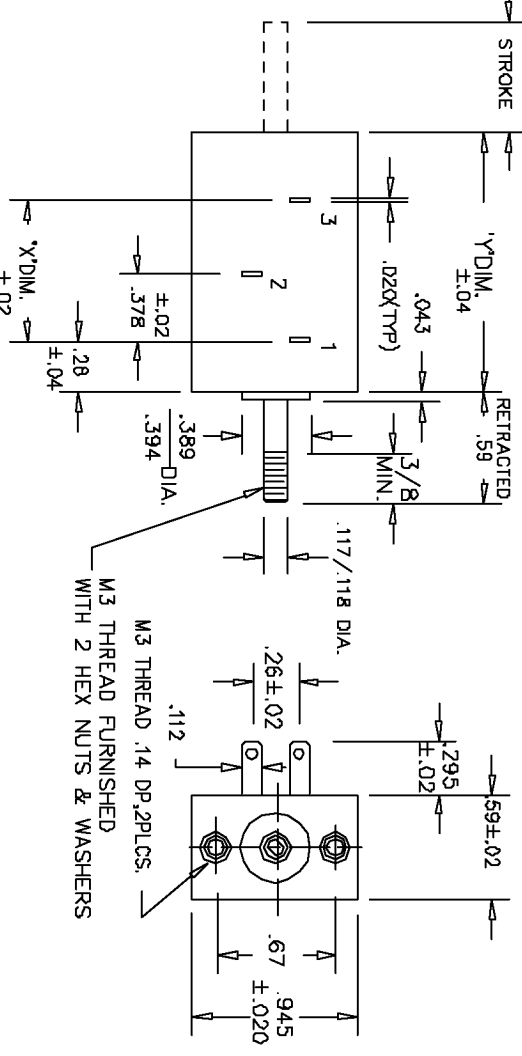 STROKE
"Y"DIM.
±.04
RETRACTED
.59
.020(TYP)
.043
3/8
MIN.
3
2
1
.117/.118 DIA.
"X"DIM.
±.02
±.02
.378
.28
±.04
.389
.394 DIA.
.26±.02
.295
±.02
.59±.02
.112
M3 THREAD .14 DP,2PLCS.
M3 THREAD FURNISHED
WITH 2 HEX NUTS & WASHERS
.67
.945
±.020